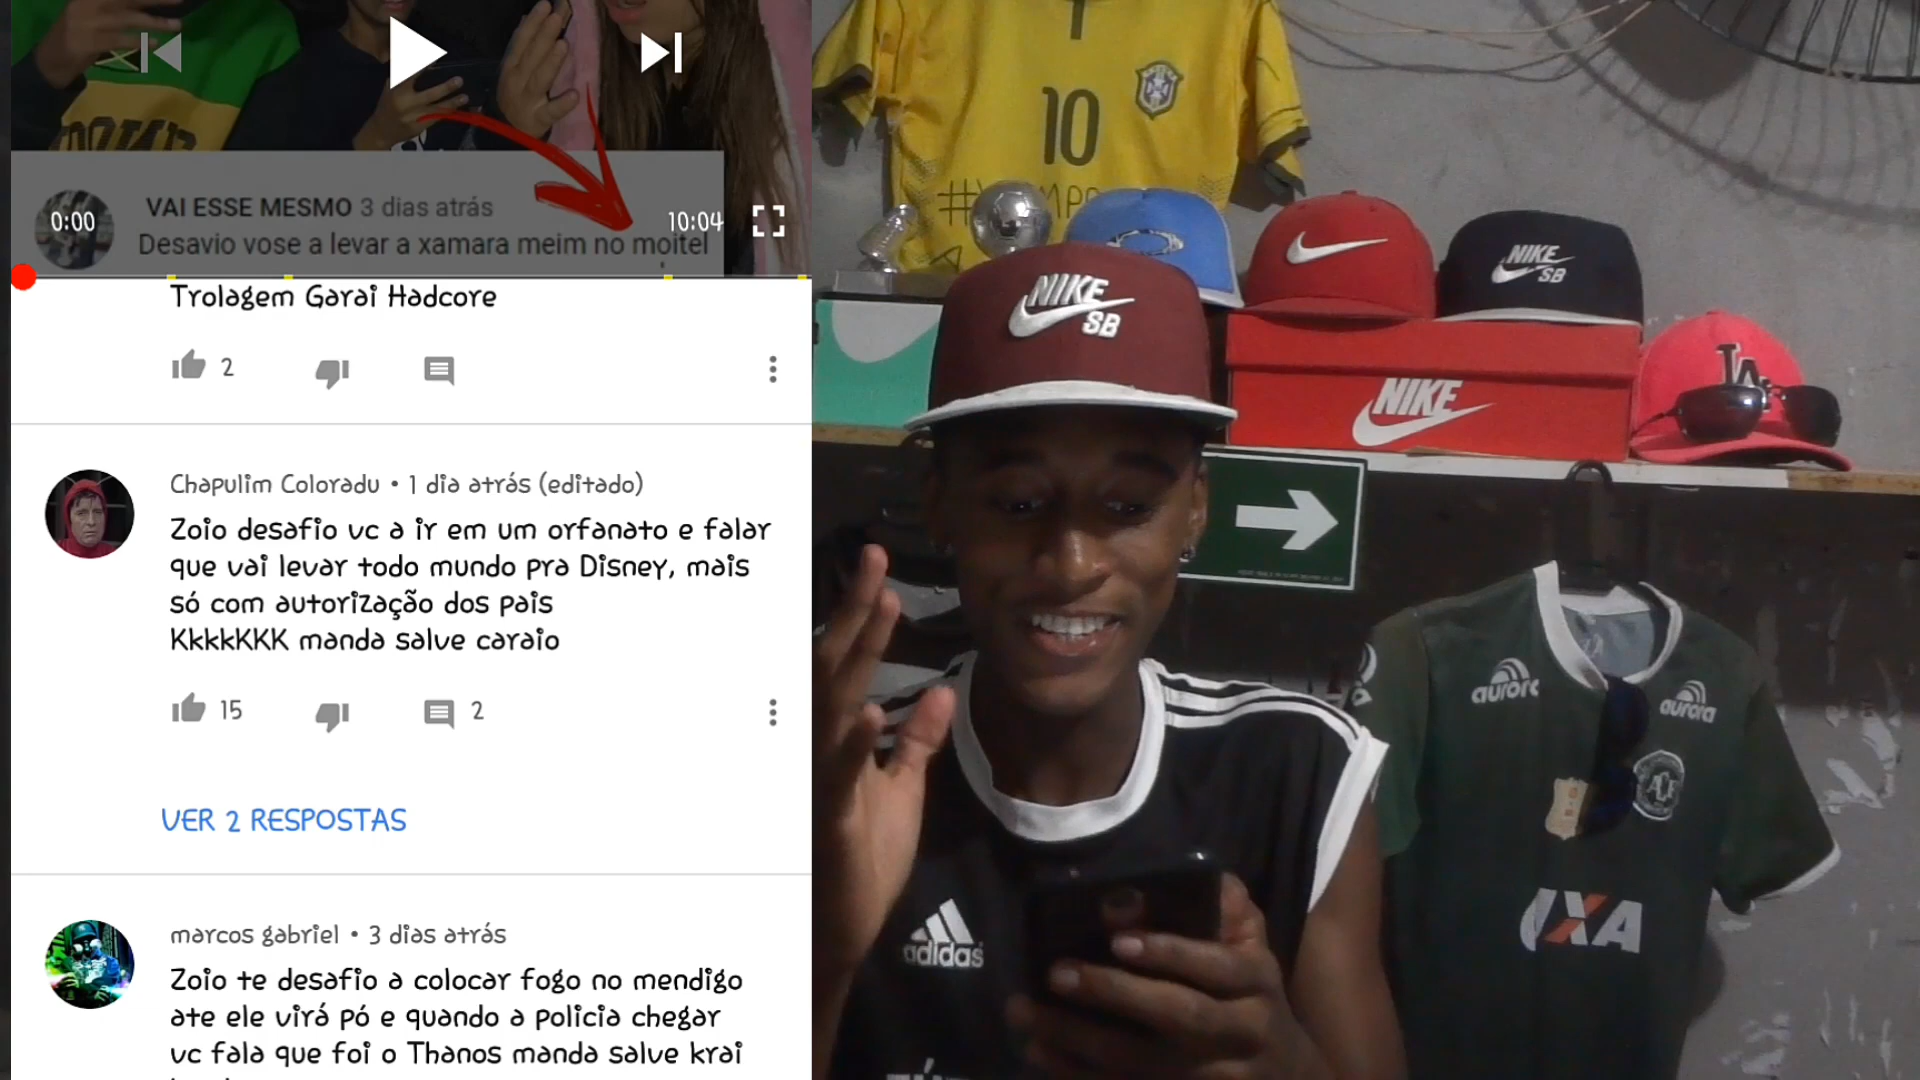 VAI ESSE MESMO 3 dias atrás
0:00
10:04
Desavio vose a levar a xamara meim no moitel
Trolagem Garai Hadcore
2
Chapulim Coloradu • 1 dia atrás (editado)
Zoio desafio vc a ir em um orfanato e falar
que vai levar todo mundo pra Disney, mais
só com autorização dos pais
KkkkKKK manda salve caraio
15
2
VER 2 RESPOSTAS
marcos gabriel • 3 dias atrás
Zoio te desafio a colocar fogo no mendigo
ate ele virá pó e quando a policia chegar
vc fala que foi o Thanos manda salve krai
10
NIKE
SB
NIKE
SB
LA
NIKE
aurora
aurora
adidas